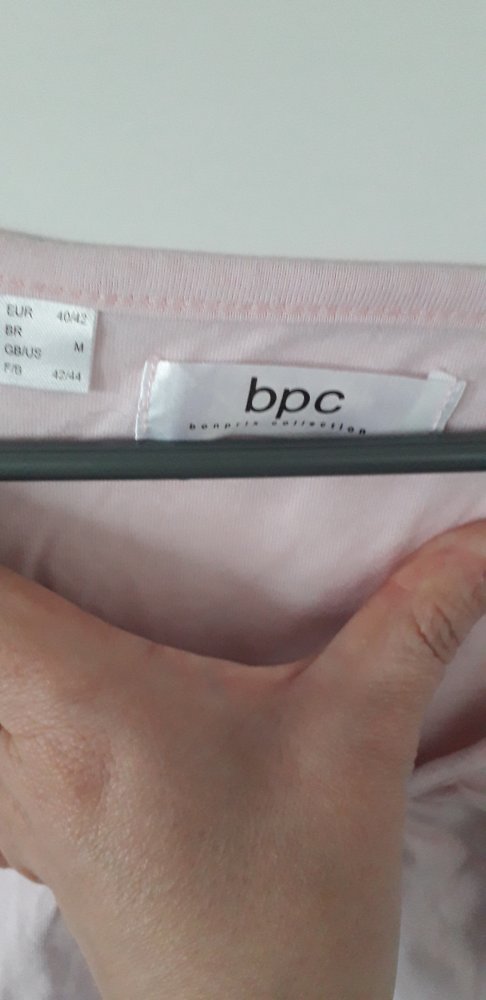 EUR 40/42
BR
GB/US M
F/B 42/44
bpc
bonprix collection